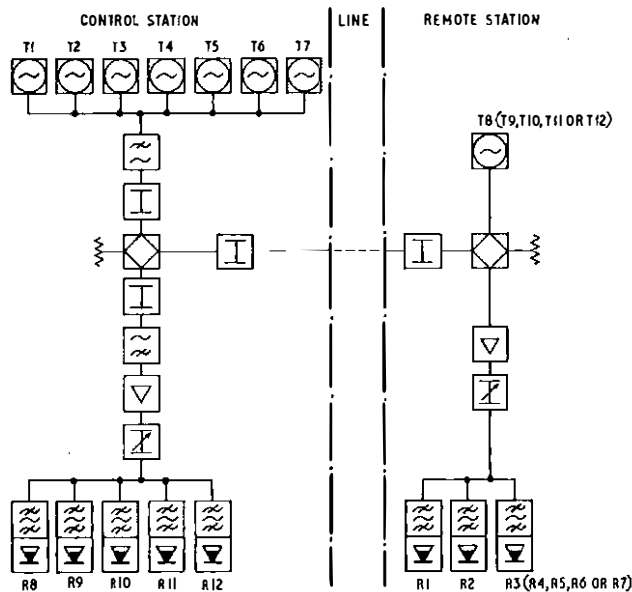 CONTROL STATION
LINE
REMOTE STATION
T1 T2 T3 T4 T5 T6 T7
T8 (T9, T10, T11 OR T12)
R8 R9 R10 R11 R12
R1 R2 R3 (R4, R5, R6 OR R7)